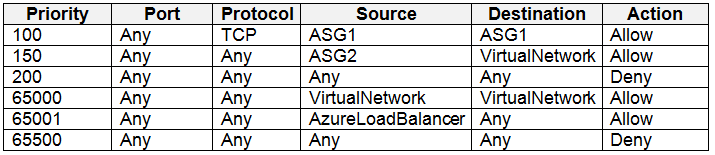 Priority Port Protocol Source Destination Action
100 Any TCP ASG1 ASG1 Allow
150 Any Any ASG2 VirtualNetwork Allow
200 Any Any Any Any Deny
65000 Any Any VirtualNetwork VirtualNetwork Allow
65001 Any Any AzureLoadBalancer Any Allow
65500 Any Any Any Any Deny